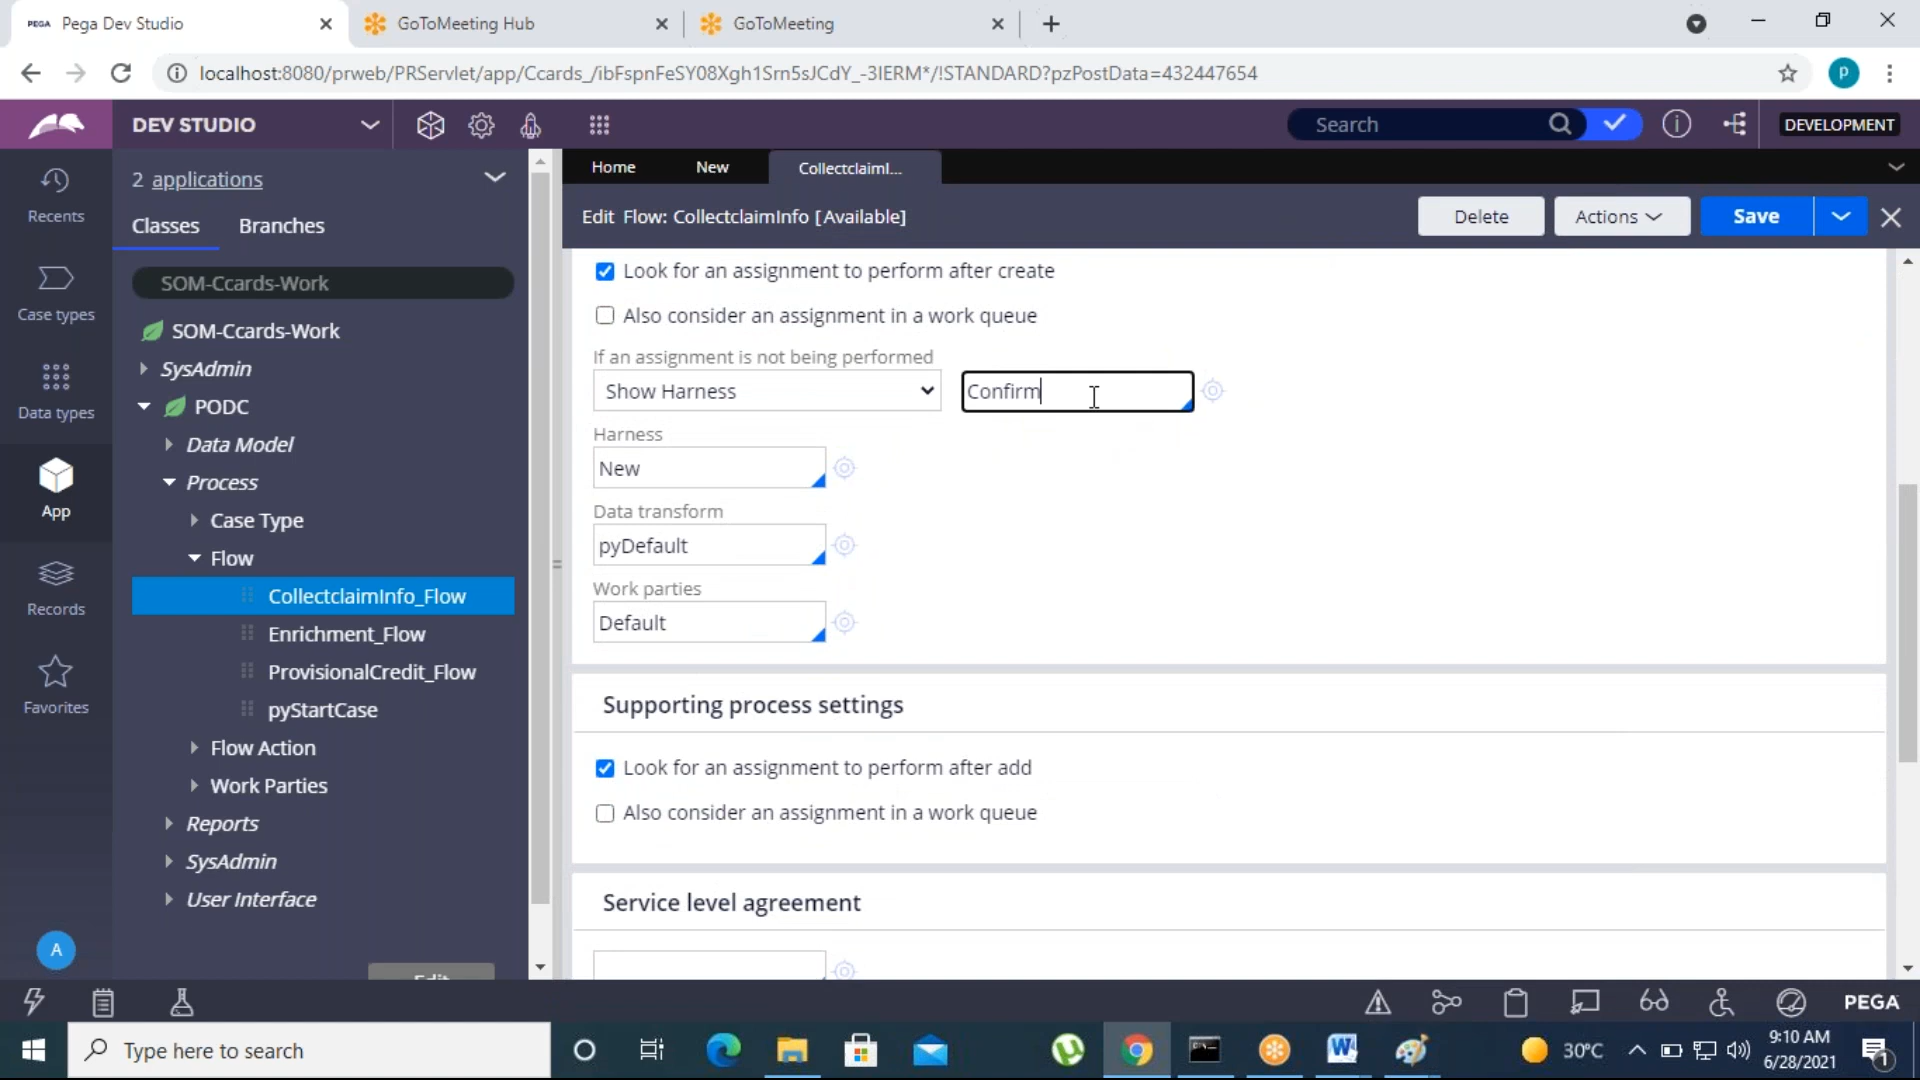 PEGA Pega Dev Studio
GoToMeeting Hub
GoToMeeting
localhost:8080/prweb/PRServlet/app/Ccards_/ibFspnFeSY08Xgh1Srn5sJCdY_-3IERM*/!STANDARD?pzPostData=432447654
P
DEV STUDIO
Search
DEVELOPMENT
Recents
Case types
Data types
App
Records
Favorites
A
2 applications
Classes
Branches
SOM-Ccards-Work
SOM-Ccards-Work
SysAdmin
PODC
Data Model
Process
Case Type
Flow
CollectclaimInfo_Flow
Enrichment_Flow
ProvisionalCredit_Flow
pyStartCase
Flow Action
Work Parties
Reports
SysAdmin
User Interface
Edit
Home
New
CollectclaimI...
Edit Flow: CollectclaimInfo [Available]
Delete
Actions
Save
Look for an assignment to perform after create
Also consider an assignment in a work queue
If an assignment is not being performed
Show Harness
Confirm
Harness
New
Data transform
pyDefault
Work parties
Default
Supporting process settings
Look for an assignment to perform after add
Also consider an assignment in a work queue
Service level agreement
PEGA
Type here to search
30°C
9:10 AM
6/28/2021
1